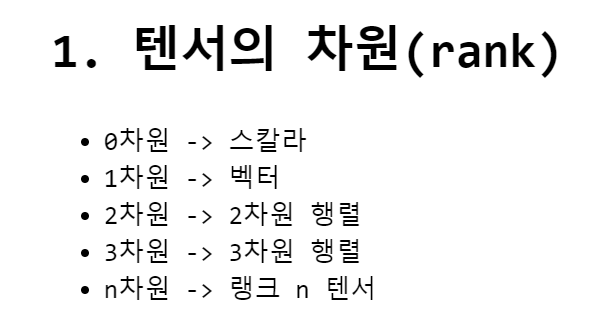 1. 텐서의 차원(rank)
• 0차원 -> 스칼라
• 1차원 -> 벡터
• 2차원 -> 2차원 행렬
• 3차원 -> 3차원 행렬
• n차원 -> 랭크 n 텐서